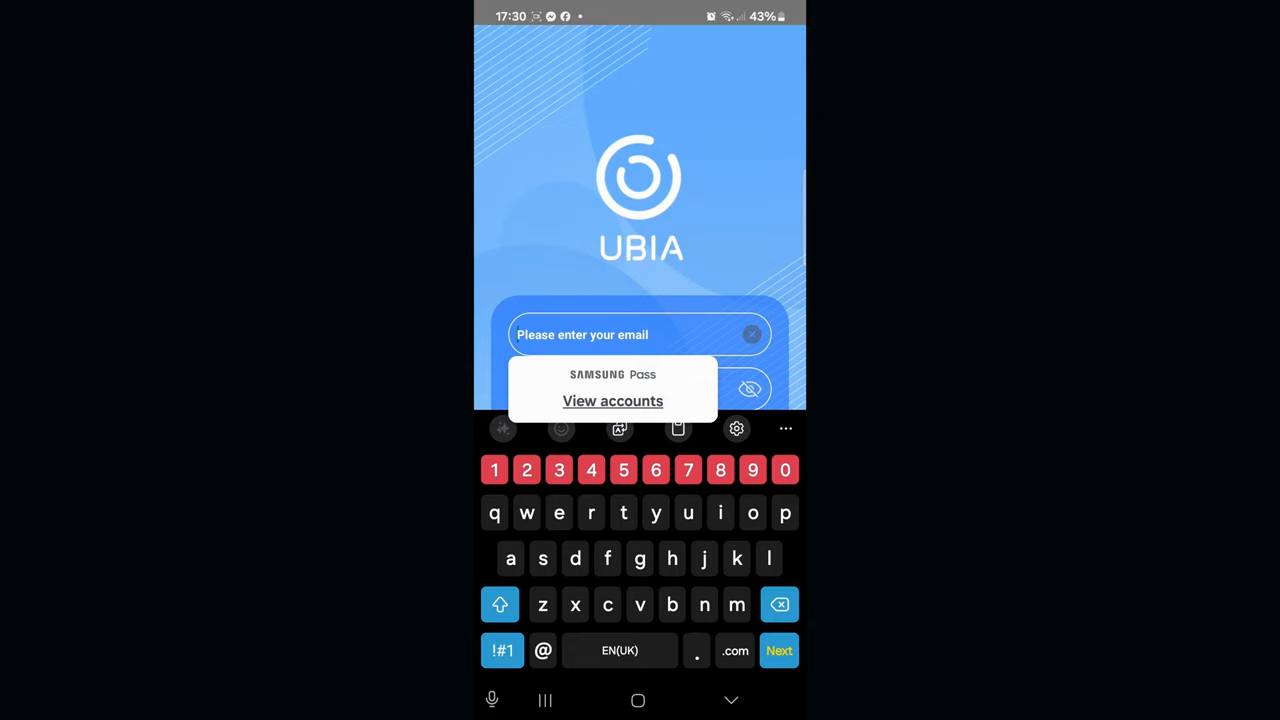 17:30 43%
UBIA
Please enter your email
SAMSUNG Pass
View accounts
1 2 3 4 5 6 7 8 9 0
q w e r t y u i o p
a s d f g h j k l
z x c v b n m
!#1 @ EN(UK) . .com Next